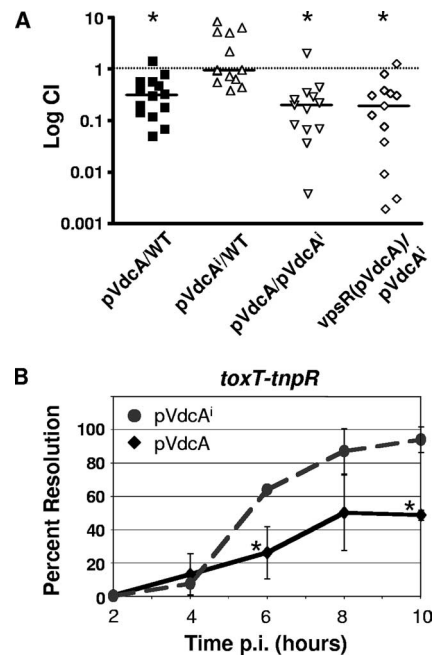 A
* * *
Log CI
10
1
0.1
0.01
0.001
pVdcA/WT
pVdcAⁱ/WT
pVdcA/pVdcAⁱ
vpsR(pVdcA)/
pVdcAⁱ
B
toxT-tnpR
pVdcAⁱ
pVdcA
Percent Resolution
100
80
60
40
20
0
* *
2 4 6 8 10
Time p.i. (hours)